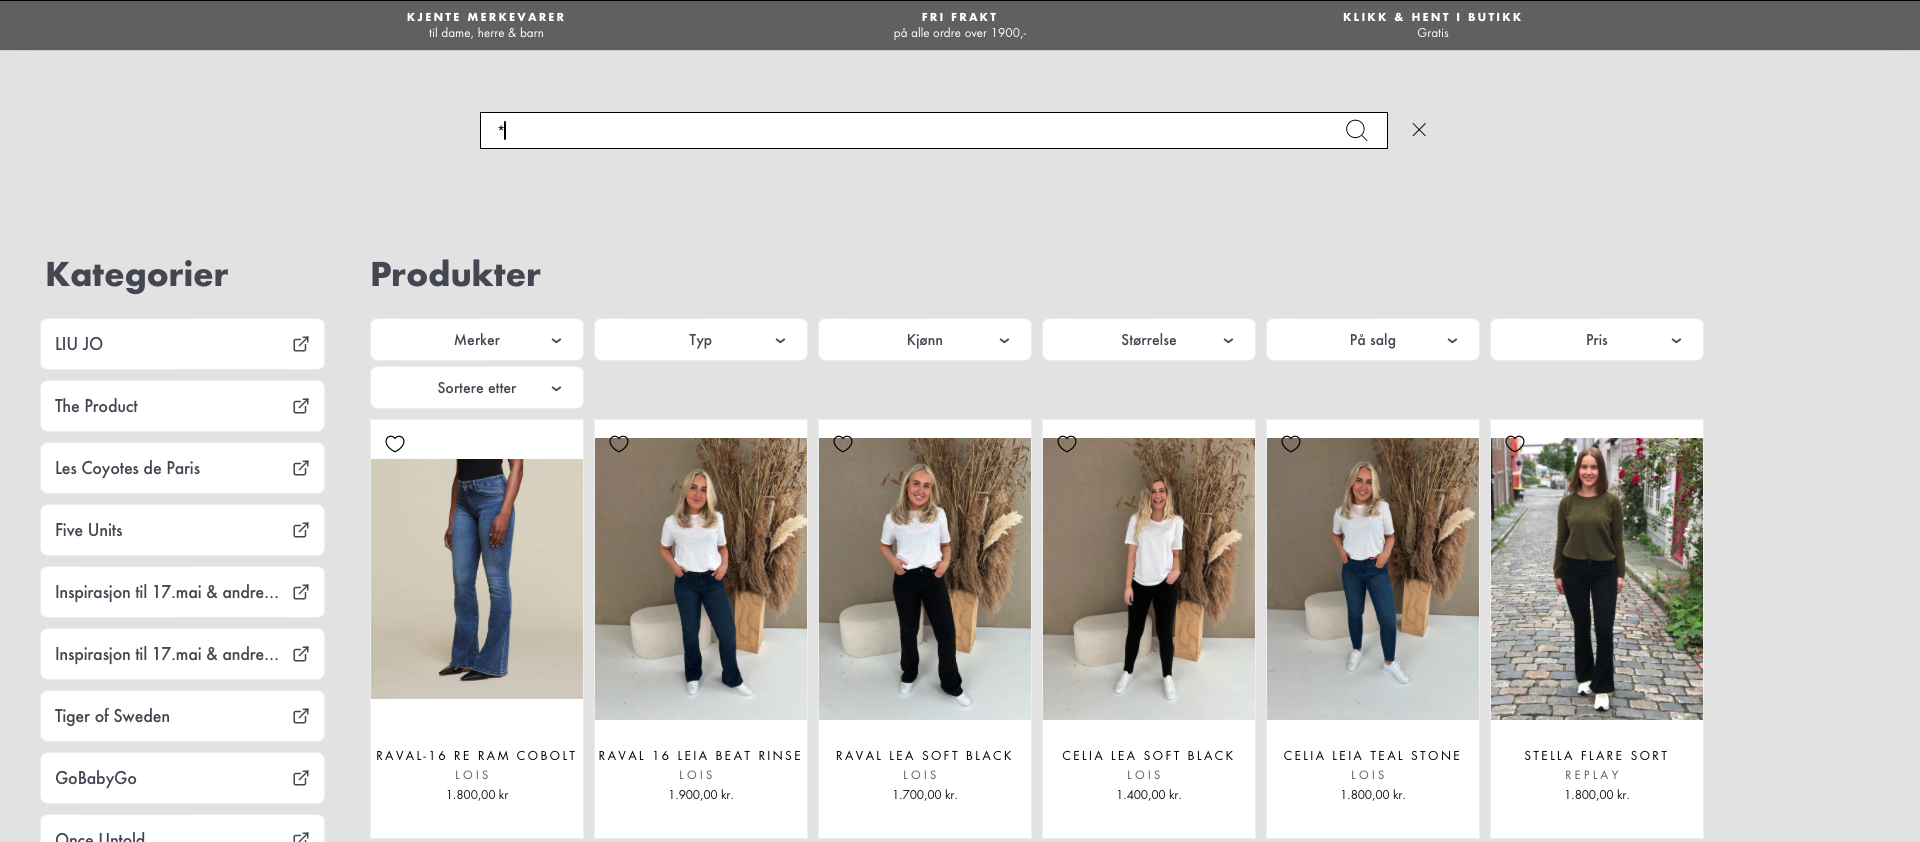 KJENTE MERKEVARER
til dame, herre & barn
FRI FRAKT
på alle ordre over 1900,-
KLIKK & HENT I BUTIKK
Gratis
*
Kategorier
LIU JO
The Product
Les Coyotes de Paris
Five Units
Inspirasjon til 17.mai & andre...
Inspirasjon til 17.mai & andre...
Tiger of Sweden
GoBabyGo
Once Untold
Produkter
Merker
Typ
Kjønn
Størrelse
På salg
Pris
Sortere etter
RAVAL-16 RE RAM COBOLT
LOIS
1.800,00 kr
RAVAL 16 LEIA BEAT RINSE
LOIS
1.900,00 kr.
RAVAL LEA SOFT BLACK
LOIS
1.700,00 kr.
CELIA LEA SOFT BLACK
LOIS
1.400,00 kr.
CELIA LEIA TEAL STONE
LOIS
1.800,00 kr.
STELLA FLARE SORT
REPLAY
1.800,00 kr.